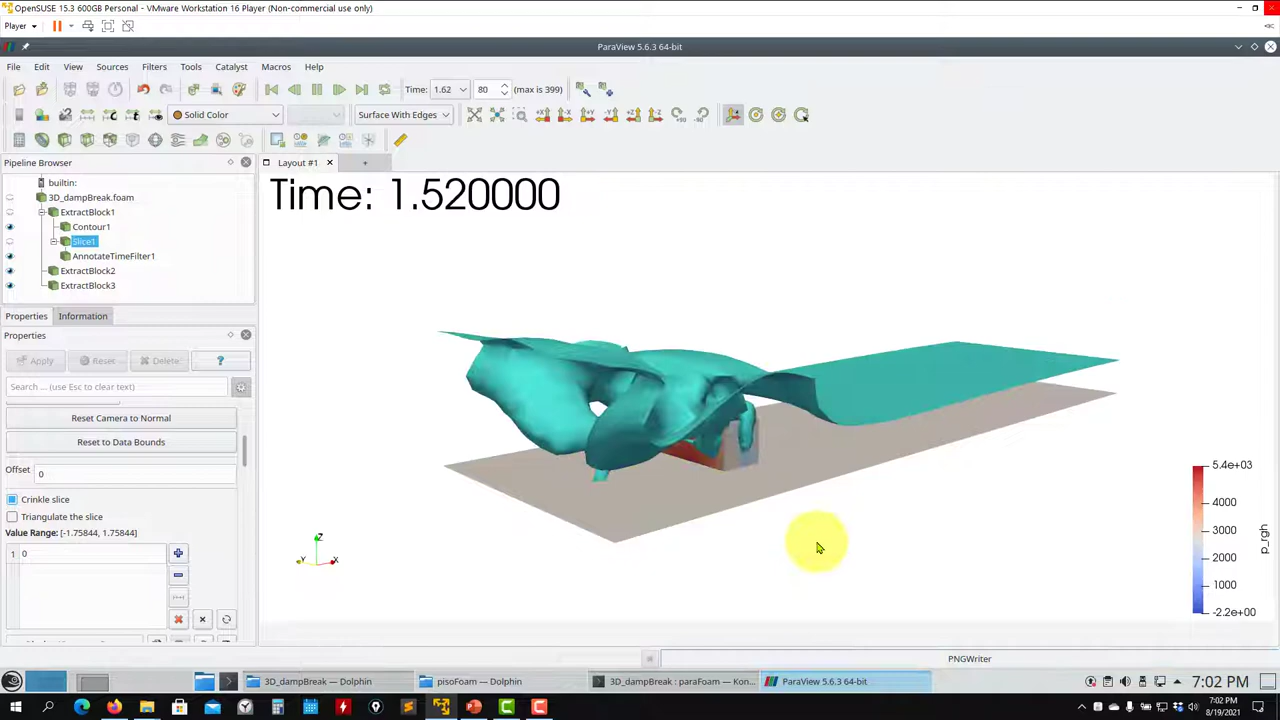 OpenSUSE 15.3 600GB Personal - VMware Workstation 16 Player (Non-commercial use only)
Player
ParaView 5.6.3 64-bit
File Edit View Sources Filters Tools Catalyst Macros Help
Time: 1.62 80 (max is 399)
Solid Color Surface With Edges +X -X +Y -Y +Z -Z +90 -90
Pipeline Browser
Layout #1
builtin:
3D_dampBreak.foam
ExtractBlock1
Contour1
Slice1
AnnotateTimeFilter1
ExtractBlock2
ExtractBlock3
Properties Information
Properties
Apply Reset Delete ?
Search ... (use Esc to clear text)
Reset Camera to Normal
Reset to Data Bounds
Offset 0
Crinkle slice
Triangulate the slice
Value Range: [-1.75844, 1.75844]
1 0
Time: 1.520000
Z
Y X
5.4e+03
4000
3000
2000
1000
-2.2e+00
p_rgh
PNGWriter
3D_dampBreak — Dolphin pisoFoam — Dolphin 3D_dampBreak : paraFoam — Kon... ParaView 5.6.3 64-bit 7:02 PM
7:02 PM
8/19/2021